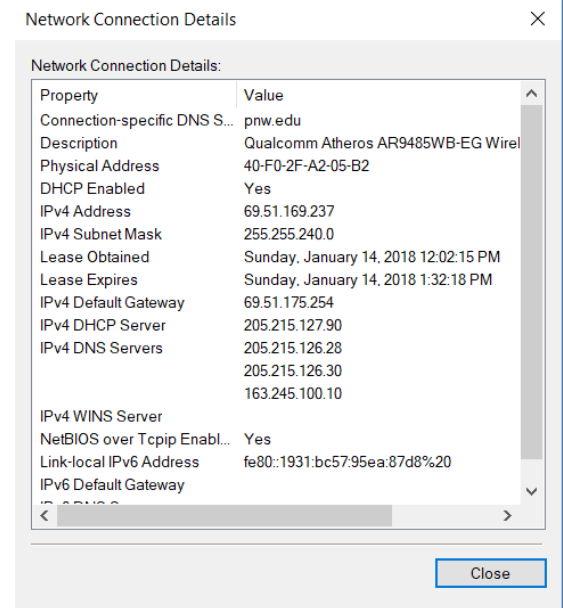 Network Connection Details
Network Connection Details:
Property Value
Connection-specific DNS S... pnw.edu
Description Qualcomm Atheros AR9485WB-EG Wirel
Physical Address 40-F0-2F-A2-05-B2
DHCP Enabled Yes
IPv4 Address 69.51.169.237
IPv4 Subnet Mask 255.255.240.0
Lease Obtained Sunday, January 14, 2018 12:02:15 PM
Lease Expires Sunday, January 14, 2018 1:32:18 PM
IPv4 Default Gateway 69.51.175.254
IPv4 DHCP Server 205.215.127.90
IPv4 DNS Servers 205.215.126.28
205.215.126.30
163.245.100.10
IPv4 WINS Server
NetBIOS over Tcpip Enabl... Yes
Link-local IPv6 Address fe80::1931:bc57:95ea:87d8%20
IPv6 Default Gateway
Close